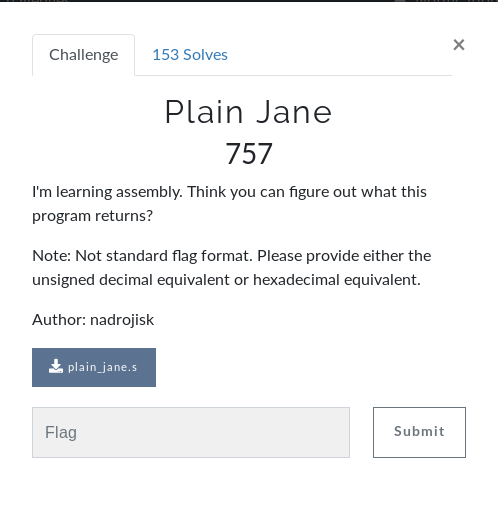 ×
Challenge
153 Solves
Plain Jane
757
I'm learning assembly. Think you can figure out what this
program returns?
Note: Not standard flag format. Please provide either the
unsigned decimal equivalent or hexadecimal equivalent.
Author: nadrojisk
plain_jane.s
Flag
Submit